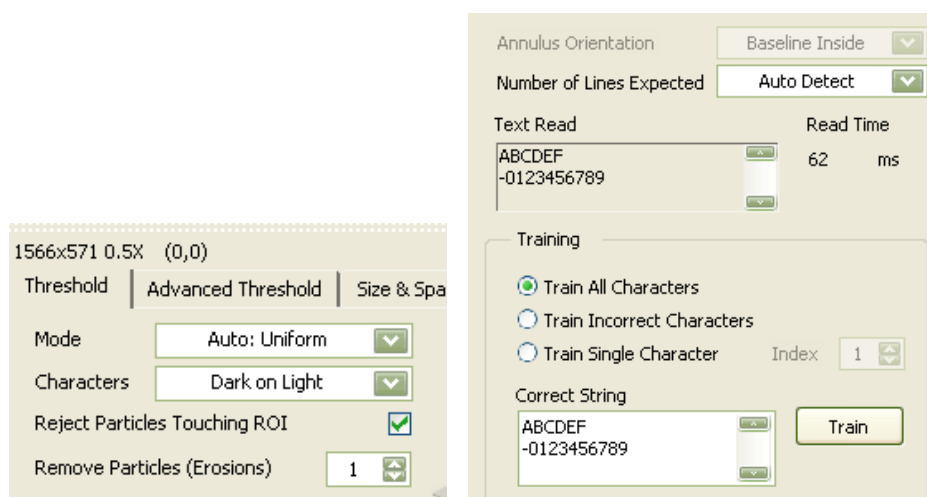 1566x571 0.5X (0,0)
Threshold Advanced Threshold Size & Spa
Mode Auto: Uniform
Characters Dark on Light
Reject Particles Touching ROI
Remove Particles (Erosions) 1
Annulus Orientation Baseline Inside
Number of Lines Expected Auto Detect
Text Read Read Time
ABCDEF 62 ms
-0123456789
Training
Train All Characters
Train Incorrect Characters
Train Single Character Index 1
Correct String
ABCDEF Train
-0123456789